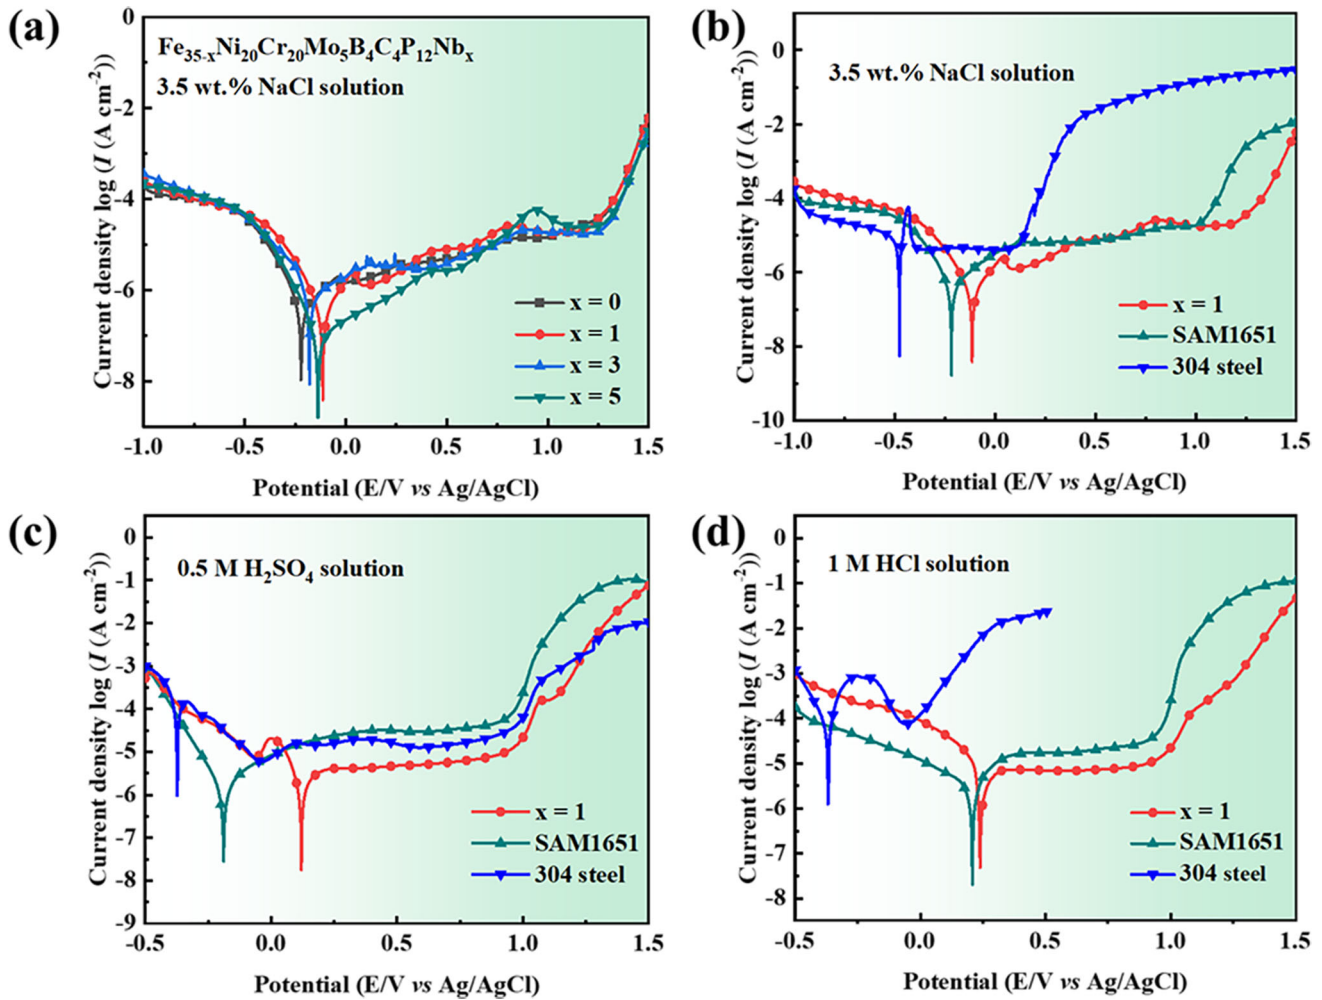 (a)
0
-2
-4
-6
-8
Current density log (I (A cm⁻²))
Fe₃₅₋ₓNi₂₀Cr₂₀Mo₅B₄C₄P₁₂Nbₓ
3.5 wt.% NaCl solution
x = 0
x = 1
x = 3
x = 5
-1.0 -0.5 0.0 0.5 1.0 1.5
Potential (E/V vs Ag/AgCl)
(b)
0
-2
-4
-6
-8
-10
Current density log (I (A cm⁻²))
3.5 wt.% NaCl solution
x = 1
SAM1651
304 steel
-1.0 -0.5 0.0 0.5 1.0 1.5
Potential (E/V vs Ag/AgCl)
(c)
0
-1
-2
-3
-4
-5
-6
-7
-8
-9
Current density log (I (A cm⁻²))
0.5 M H₂SO₄ solution
x = 1
SAM1651
304 steel
-0.5 0.0 0.5 1.0 1.5
Potential (E/V vs Ag/AgCl)
(d)
0
-1
-2
-3
-4
-5
-6
-7
-8
Current density log (I (A cm⁻²))
1 M HCl solution
x = 1
SAM1651
304 steel
-0.5 0.0 0.5 1.0 1.5
Potential (E/V vs Ag/AgCl)